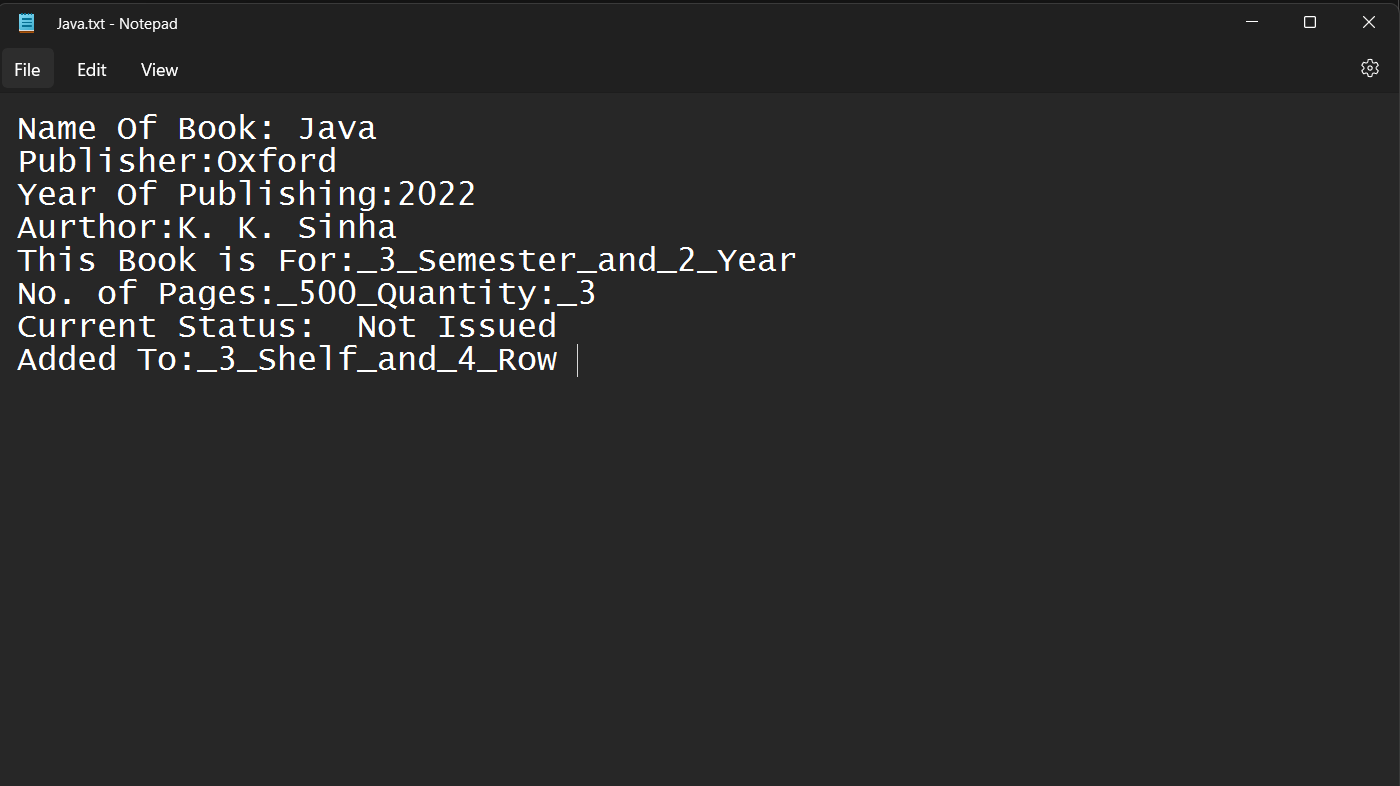 Java.txt - Notepad
File Edit View
Name Of Book: Java
Publisher:Oxford
Year Of Publishing:2022
Aurthor:K. K. Sinha
This Book is For:_3_Semester_and_2_Year
No. of Pages:_500_Quantity:_3
Current Status:  Not Issued
Added To:_3_Shelf_and_4_Row